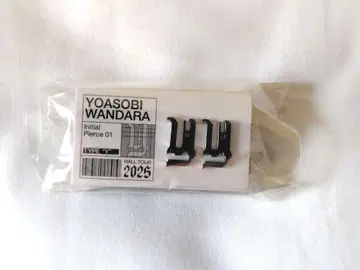 YOASOBI
WANDARA
Initial
Pierce 01
TYPE "Y"
HALL TOUR
2025